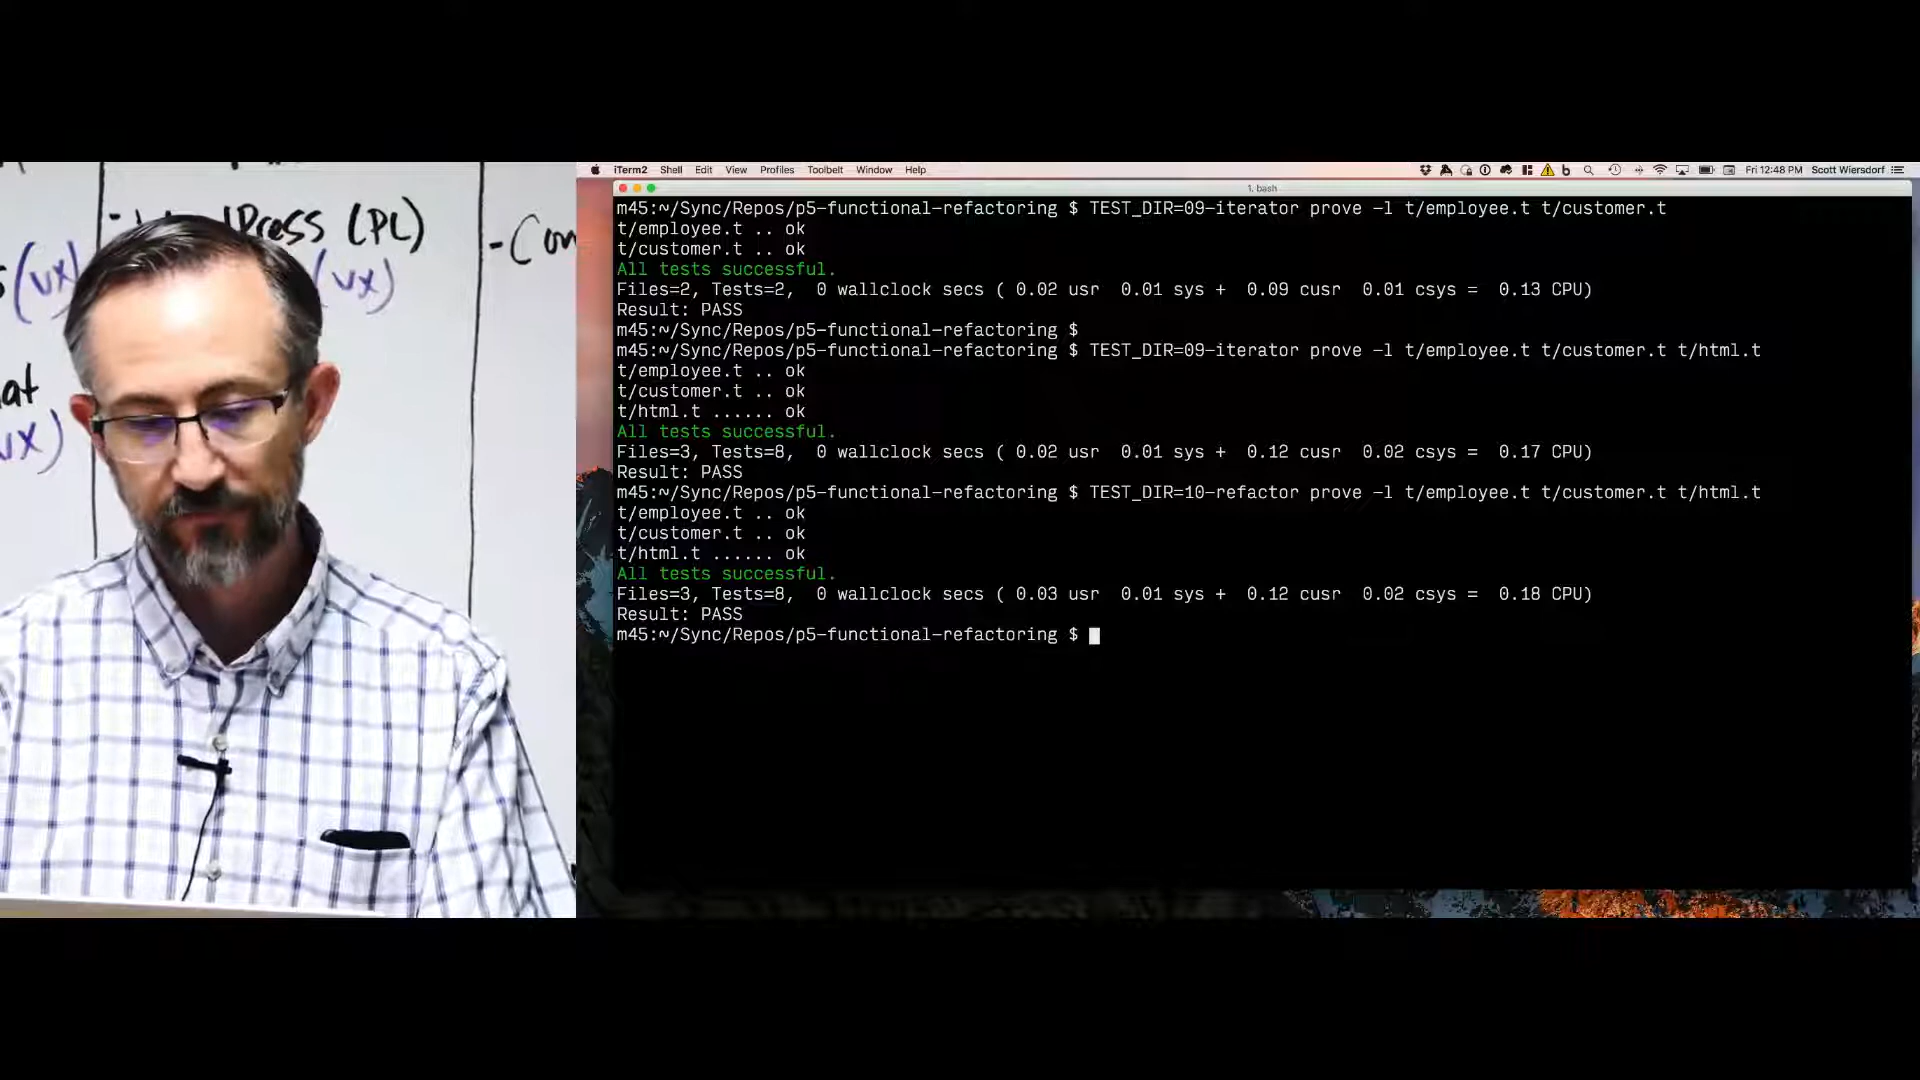 Press (PL)
(vx)
(vx)
- Con
at
vx)
iTerm2 Shell Edit View Profiles Toolbelt Window Help
Fri 12:48 PM Scott Wiersdorf
1. bash
m45:~/Sync/Repos/p5-functional-refactoring $ TEST_DIR=09-iterator prove -l t/employee.t t/customer.t
t/employee.t .. ok
t/customer.t .. ok
All tests successful.
Files=2, Tests=2,  0 wallclock secs ( 0.02 usr  0.01 sys +  0.09 cusr  0.01 csys =  0.13 CPU)
Result: PASS
m45:~/Sync/Repos/p5-functional-refactoring $
m45:~/Sync/Repos/p5-functional-refactoring $ TEST_DIR=09-iterator prove -l t/employee.t t/customer.t t/html.t
t/employee.t .. ok
t/customer.t .. ok
t/html.t ...... ok
All tests successful.
Files=3, Tests=8,  0 wallclock secs ( 0.02 usr  0.01 sys +  0.12 cusr  0.02 csys =  0.17 CPU)
Result: PASS
m45:~/Sync/Repos/p5-functional-refactoring $ TEST_DIR=10-refactor prove -l t/employee.t t/customer.t t/html.t
t/employee.t .. ok
t/customer.t .. ok
t/html.t ...... ok
All tests successful.
Files=3, Tests=8,  0 wallclock secs ( 0.03 usr  0.01 sys +  0.12 cusr  0.02 csys =  0.18 CPU)
Result: PASS
m45:~/Sync/Repos/p5-functional-refactoring $